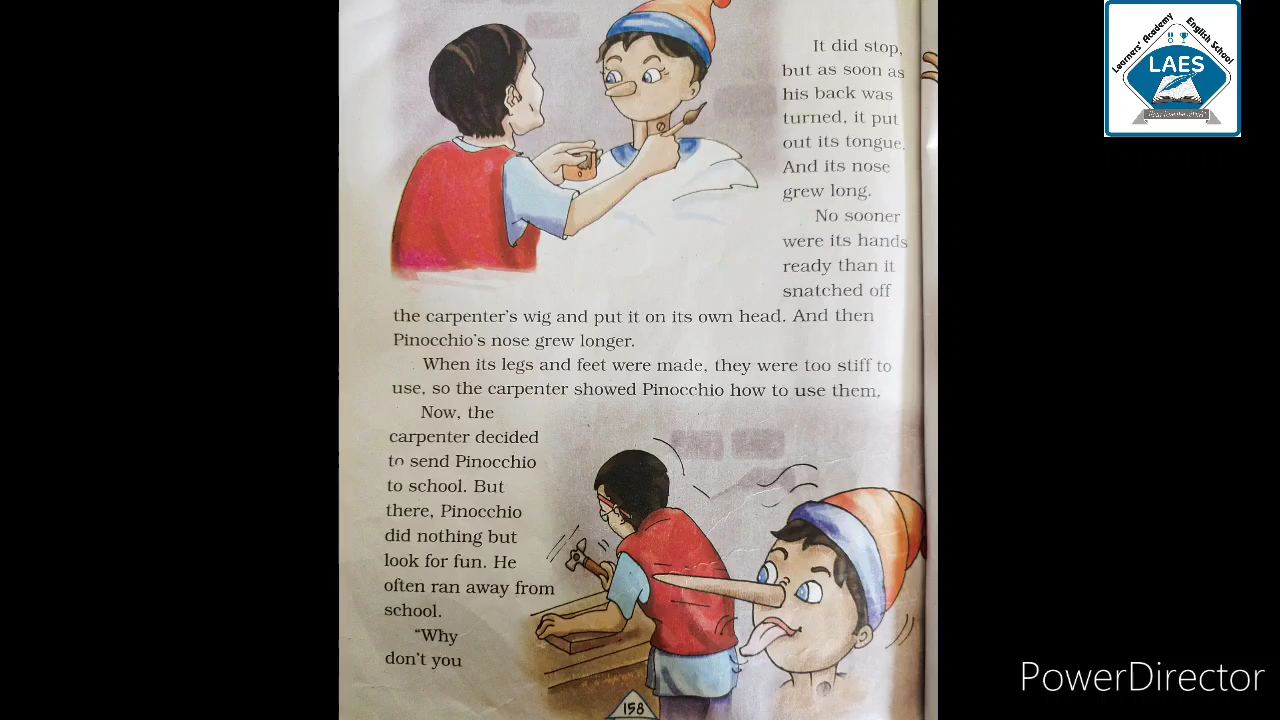 It did stop,
but as soon as
his back was
turned, it put
out its tongue.
And its nose
grew long.
No sooner
were its hands
ready than it
snatched off
the carpenter's wig and put it on its own head. And then
Pinocchio's nose grew longer.
When its legs and feet were made, they were too stiff to
use, so the carpenter showed Pinocchio how to use them.
Now, the
carpenter decided
to send Pinocchio
to school. But
there, Pinocchio
did nothing but
look for fun. He
often ran away from
school.
"Why
don't you
158
Learners' Academy English School
LAES
PowerDirector